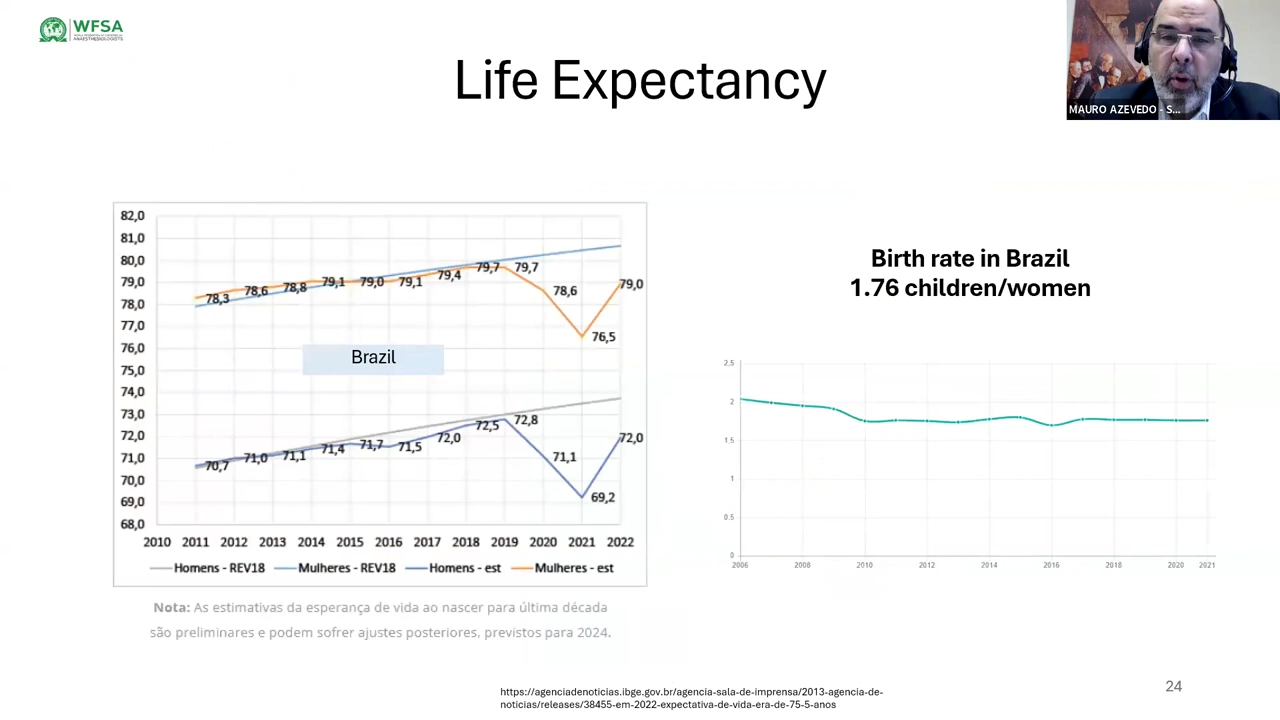 WFSA
Life Expectancy
MAURO AZEVEDO - S...
82,0
81,0
80,0
79,0
78,0
77,0
76,0
75,0
74,0
73,0
72,0
71,0
70,0
69,0
68,0
78,3 78,6 78,8 79,1 79,0 79,1 79,4 79,7 79,7 78,6 76,5 79,0
Brazil
70,7 71,0 71,1 71,4 71,7 71,5 72,0 72,5 72,8 71,1 69,2 72,0
2010 2011 2012 2013 2014 2015 2016 2017 2018 2019 2020 2021 2022
Homens - REV18 Mulheres - REV18 Homens - est Mulheres - est
Nota: As estimativas da esperança de vida ao nascer para última década
são preliminares e podem sofrer ajustes posteriores, previstos para 2024.
Birth rate in Brazil
1.76 children/women
2,5
2
1,5
1
0,5
0
2006 2008 2010 2012 2014 2016 2018 2020 2021
https://agenciadenoticias.ibge.gov.br/agencia-sala-de-imprensa/2013-agencia-de-
noticias/releases/38455-em-2022-expectativa-de-vida-era-de-75-5-anos
24